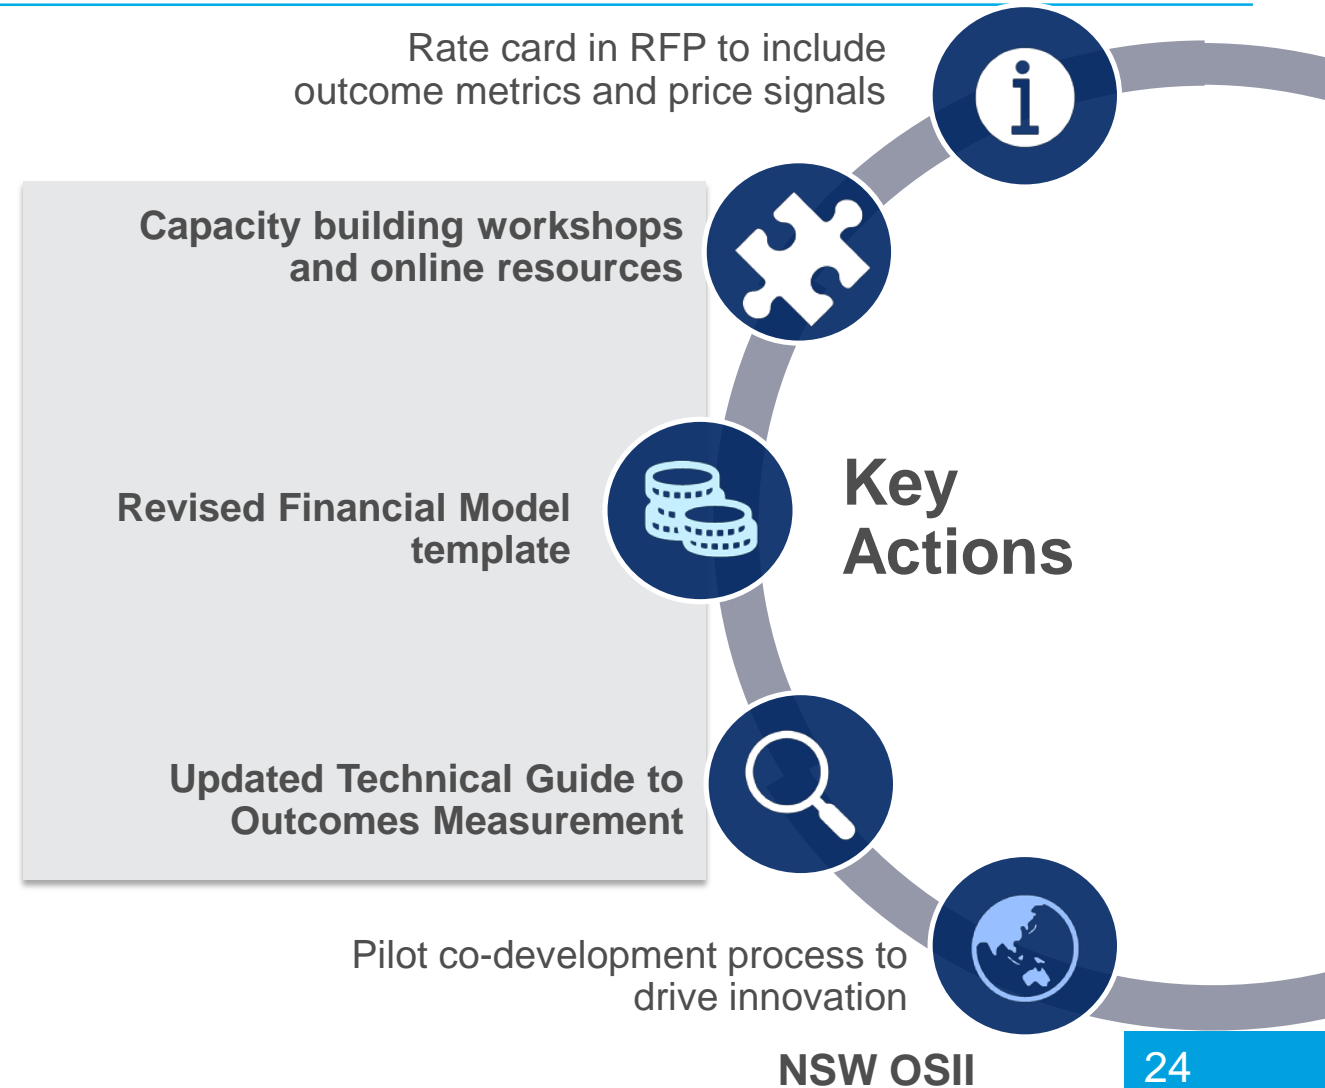 Rate card in RFP to include
outcome metrics and price signals
Capacity building workshops
and online resources
Revised Financial Model
template
Key
Actions
Updated Technical Guide to
Outcomes Measurement
Pilot co-development process to
drive innovation
NSW OSII
24